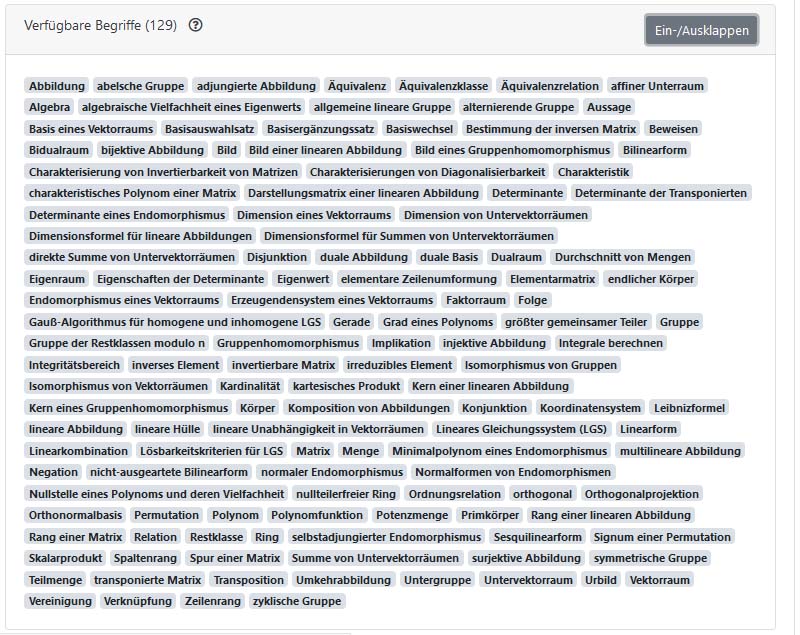 Verfügbare Begriffe (129)
Ein-/Ausklappen
Abbildung abelsche Gruppe adjungierte Abbildung Äquivalenz Äquivalenzklasse Äquivalenzrelation affiner Unterraum
Algebra algebraische Vielfachheit eines Eigenwerts allgemeine lineare Gruppe alternierende Gruppe Aussage
Basis eines Vektorraums Basisauswahlsatz Basisergänzungssatz Basiswechsel Bestimmung der inversen Matrix Beweisen
Bidualraum bijektive Abbildung Bild Bild einer linearen Abbildung Bild eines Gruppenhomomorphismus Bilinearform
Charakterisierung von Invertierbarkeit von Matrizen Charakterisierungen von Diagonalisierbarkeit Charakteristik
charakteristisches Polynom einer Matrix Darstellungsmatrix einer linearen Abbildung Determinante Determinante der Transponierten
Determinante eines Endomorphismus Dimension eines Vektorraums Dimension von Untervektorräumen
Dimensionsformel für lineare Abbildungen Dimensionsformel für Summen von Untervektorräumen
direkte Summe von Untervektorräumen Disjunktion duale Abbildung duale Basis Dualraum Durchschnitt von Mengen
Eigenraum Eigenschaften der Determinante Eigenwert elementare Zeilenumformung Elementarmatrix endlicher Körper
Endomorphismus eines Vektorraums Erzeugendensystem eines Vektorraums Faktorraum Folge
Gauß-Algorithmus für homogene und inhomogene LGS Gerade Grad eines Polynoms größter gemeinsamer Teiler Gruppe
Gruppe der Restklassen modulo n Gruppenhomomorphismus Implikation injektive Abbildung Integrale berechnen
Integritätsbereich inverses Element invertierbare Matrix irreduzibles Element Isomorphismus von Gruppen
Isomorphismus von Vektorräumen Kardinalität kartesisches Produkt Kern einer linearen Abbildung
Kern eines Gruppenhomomorphismus Körper Komposition von Abbildungen Konjunktion Koordinatensystem Leibnizformel
lineare Abbildung lineare Hülle lineare Unabhängigkeit in Vektorräumen Lineares Gleichungssystem (LGS) Linearform
Linearkombination Lösbarkeitskriterien für LGS Matrix Menge Minimalpolynom eines Endomorphismus multilineare Abbildung
Negation nicht-ausgeartete Bilinearform normaler Endomorphismus Normalformen von Endomorphismen
Nullstelle eines Polynoms und deren Vielfachheit nullteilerfreier Ring Ordnungsrelation orthogonal Orthogonalprojektion
Orthonormalbasis Permutation Polynom Polynomfunktion Potenzmenge Primkörper Rang einer linearen Abbildung
Rang einer Matrix Relation Restklasse Ring selbstadjungierter Endomorphismus Sesquilinearform Signum einer Permutation
Skalarprodukt Spaltenrang Spur einer Matrix Summe von Untervektorräumen surjektive Abbildung symmetrische Gruppe
Teilmenge transponierte Matrix Transposition Umkehrabbildung Untergruppe Untervektorraum Urbild Vektorraum
Vereinigung Verknüpfung Zeilenrang zyklische Gruppe